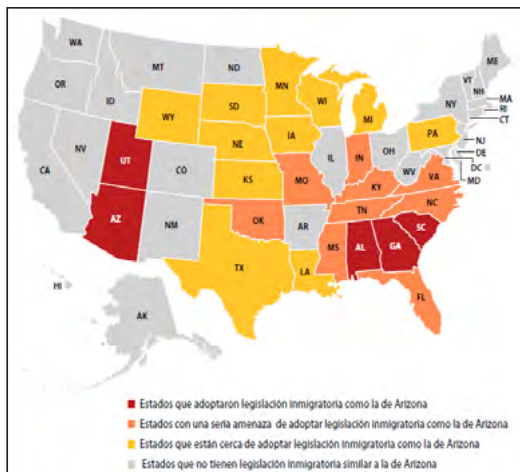 WA
MT
ND
ME
OR
ID
MN
VT
NH
MA
RI
CT
NY
WI
SD
WY
MI
IA
NE
PA
NJ
DE
DC
MD
NV
UT
CO
CA
IL
IN
OH
WV
VA
KS
MO
KY
NC
TN
OK
AR
SC
AZ
NM
MS
AL
GA
TX
LA
FL
HI
AK
Estados que adoptaron legislación inmigratoria como la de Arizona
Estados con una seria amenaza de adoptar legislación inmigratoria como la de Arizona
Estados que están cerca de adoptar legislación inmigratoria como la de Arizona
Estados que no tienen legislación inmigratoria similar a la de Arizona